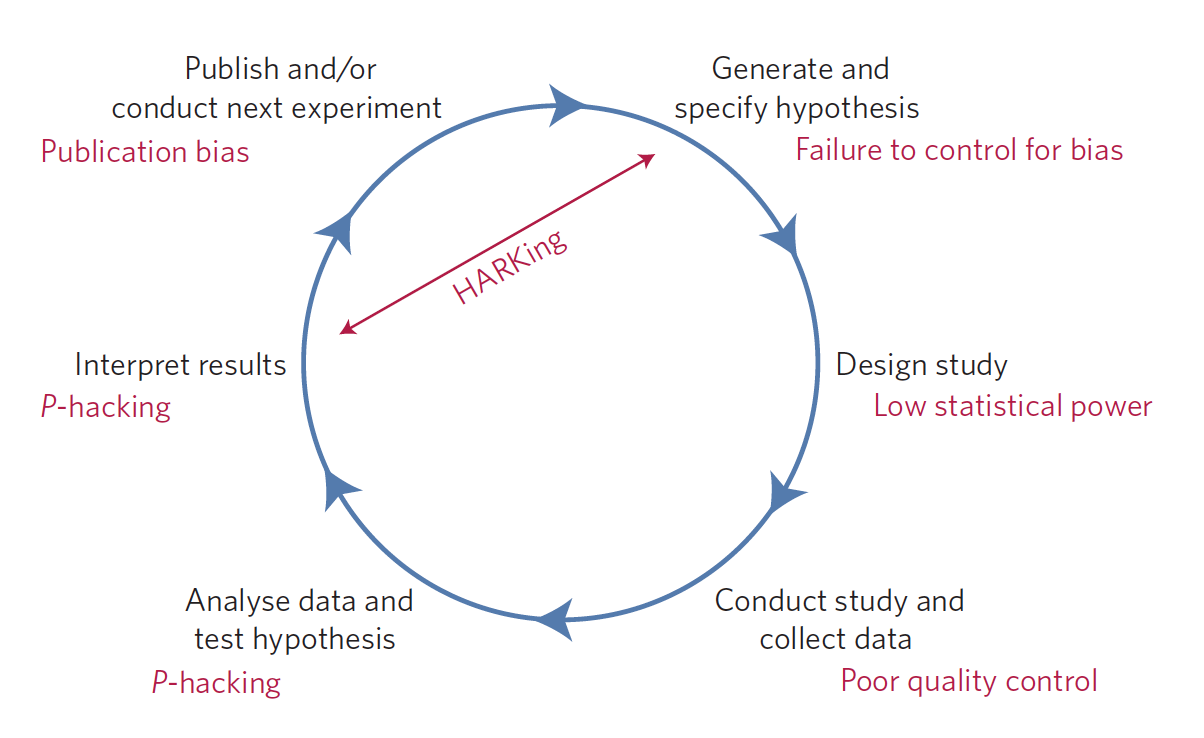 Publish and/or
conduct next experiment
Publication bias
Generate and
specify hypothesis
Failure to control for bias
HARKing
Interpret results
P-hacking
Design study
Low statistical power
Analyse data and
test hypothesis
P-hacking
Conduct study and
collect data
Poor quality control